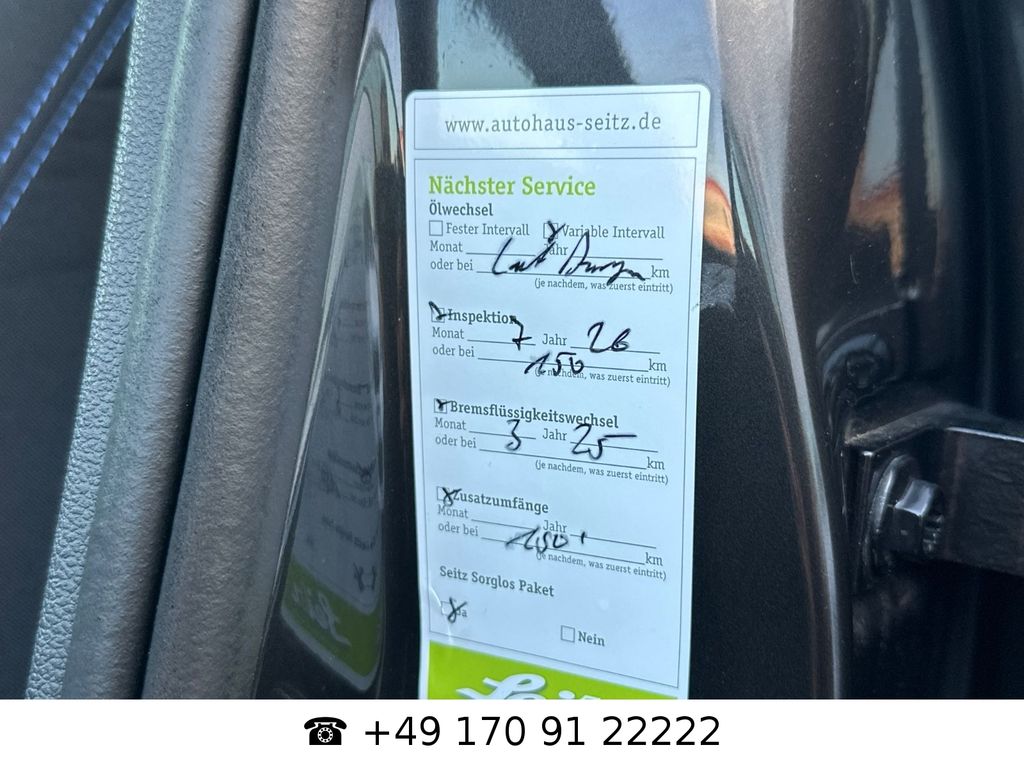 www.autohaus-seitz.de
Nächster Service
Ölwechsel
Fester Intervall Variable Intervall
Monat Jahr
oder bei km
(je nachdem, was zuerst eintritt)
Inspektion
Monat 7 Jahr 26
oder bei 150 km
(je nachdem, was zuerst eintritt)
Bremsflüssigkeitswechsel
Monat 3 Jahr 25
oder bei km
(je nachdem, was zuerst eintritt)
Zusatzumfänge
Monat Jahr
oder bei 150 km
(je nachdem, was zuerst eintritt)
Seitz Sorglos Paket
Ja
Nein
☎ +49 170 91 22222